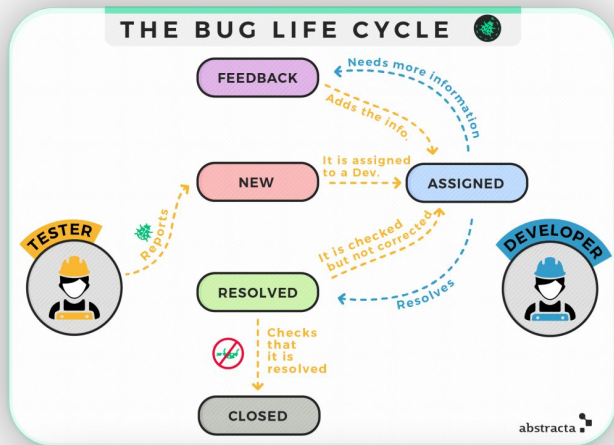 THE BUG LIFE CYCLE
FEEDBACK
Needs more information
Adds the info.
NEW
It is assigned
to a Dev.
ASSIGNED
TESTER
Reports
It is checked
but not corrected
DEVELOPER
RESOLVED
Resolves
Checks
that
it is
resolved
CLOSED
abstracta